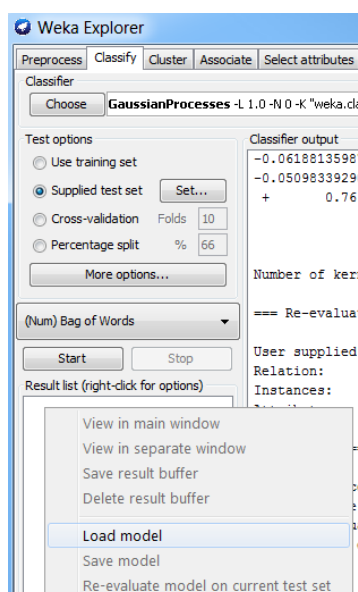 Weka Explorer
Preprocess Classify Cluster Associate Select attributes
Classifier
Choose GaussianProcesses -L 1.0 -N 0 -K "weka.cla
Test options
Use training set
Supplied test set Set...
Cross-validation Folds 10
Percentage split % 66
More options...
(Num) Bag of Words
Start Stop
Result list (right-click for options)
View in main window
View in separate window
Save result buffer
Delete result buffer
Load model
Save model
Re-evaluate model on current test set
Classifier output
-0.0618813598
-0.0509833929
+ 0.76
Number of ker
=== Re-evalua
User supplied
Relation:
Instances: